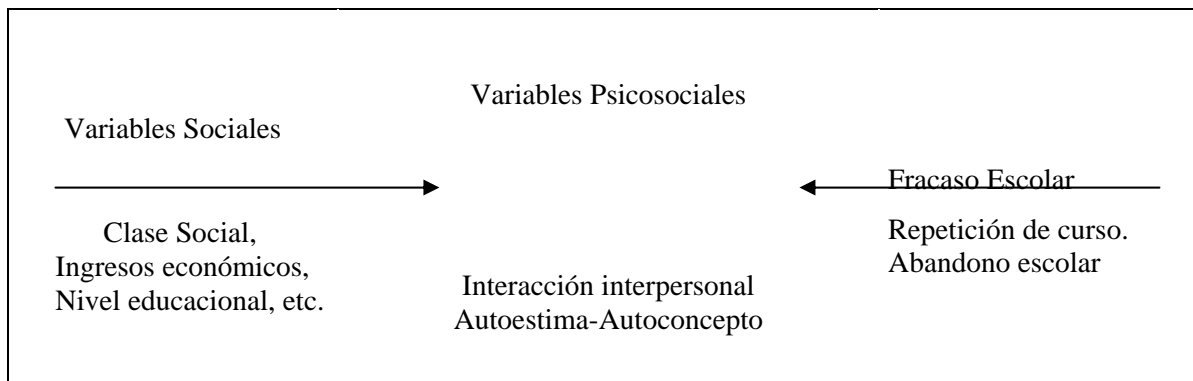 Variables Sociales
Clase Social,
Ingresos económicos,
Nivel educacional, etc.
Variables Psicosociales
Interacción interpersonal
Autoestima-Autoconcepto
Fracaso Escolar
Repetición de curso.
Abandono escolar